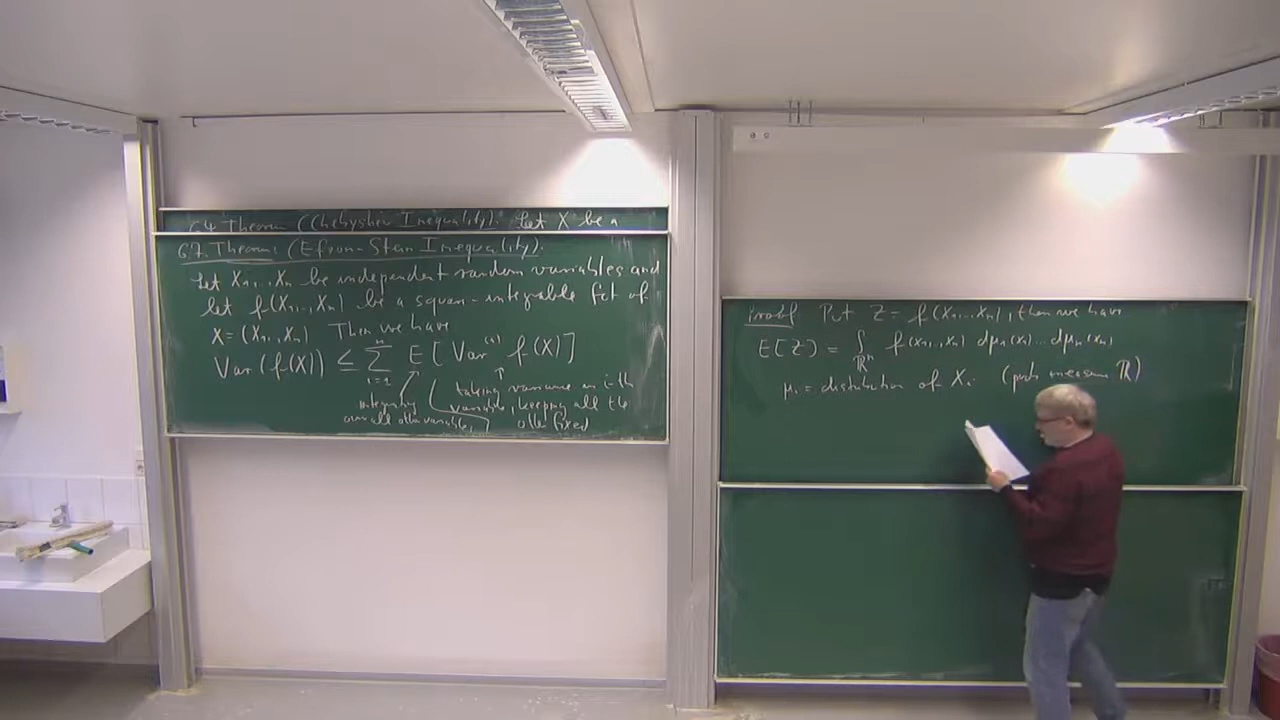 6.4 Theorem (Chebyshev Inequality). Let X be a
6.7. Theorem: (Efron-Stein Inequality).
Let X₁,..,Xₙ be independent random variables and
let f(X₁,..,Xₙ) be a square-integrable fct of
X = (X₁,..,Xₙ) Then we have
Var(f(X)) ≤ ∑ⁿᵢ₌₁ E[Var⁽ⁱ⁾ f(X)]
↑ taking variance in i-th
variable, keeping all the
other fixed
integrating
over all other variables
Proof Put Z = f(X₁,..,Xₙ), then we have
E[Z] = ∫_ℝⁿ f(x₁,..,xₙ) dμ₁(x₁)...dμₙ(xₙ)
μᵢ = distribution of Xᵢ (prob measure ℝ)